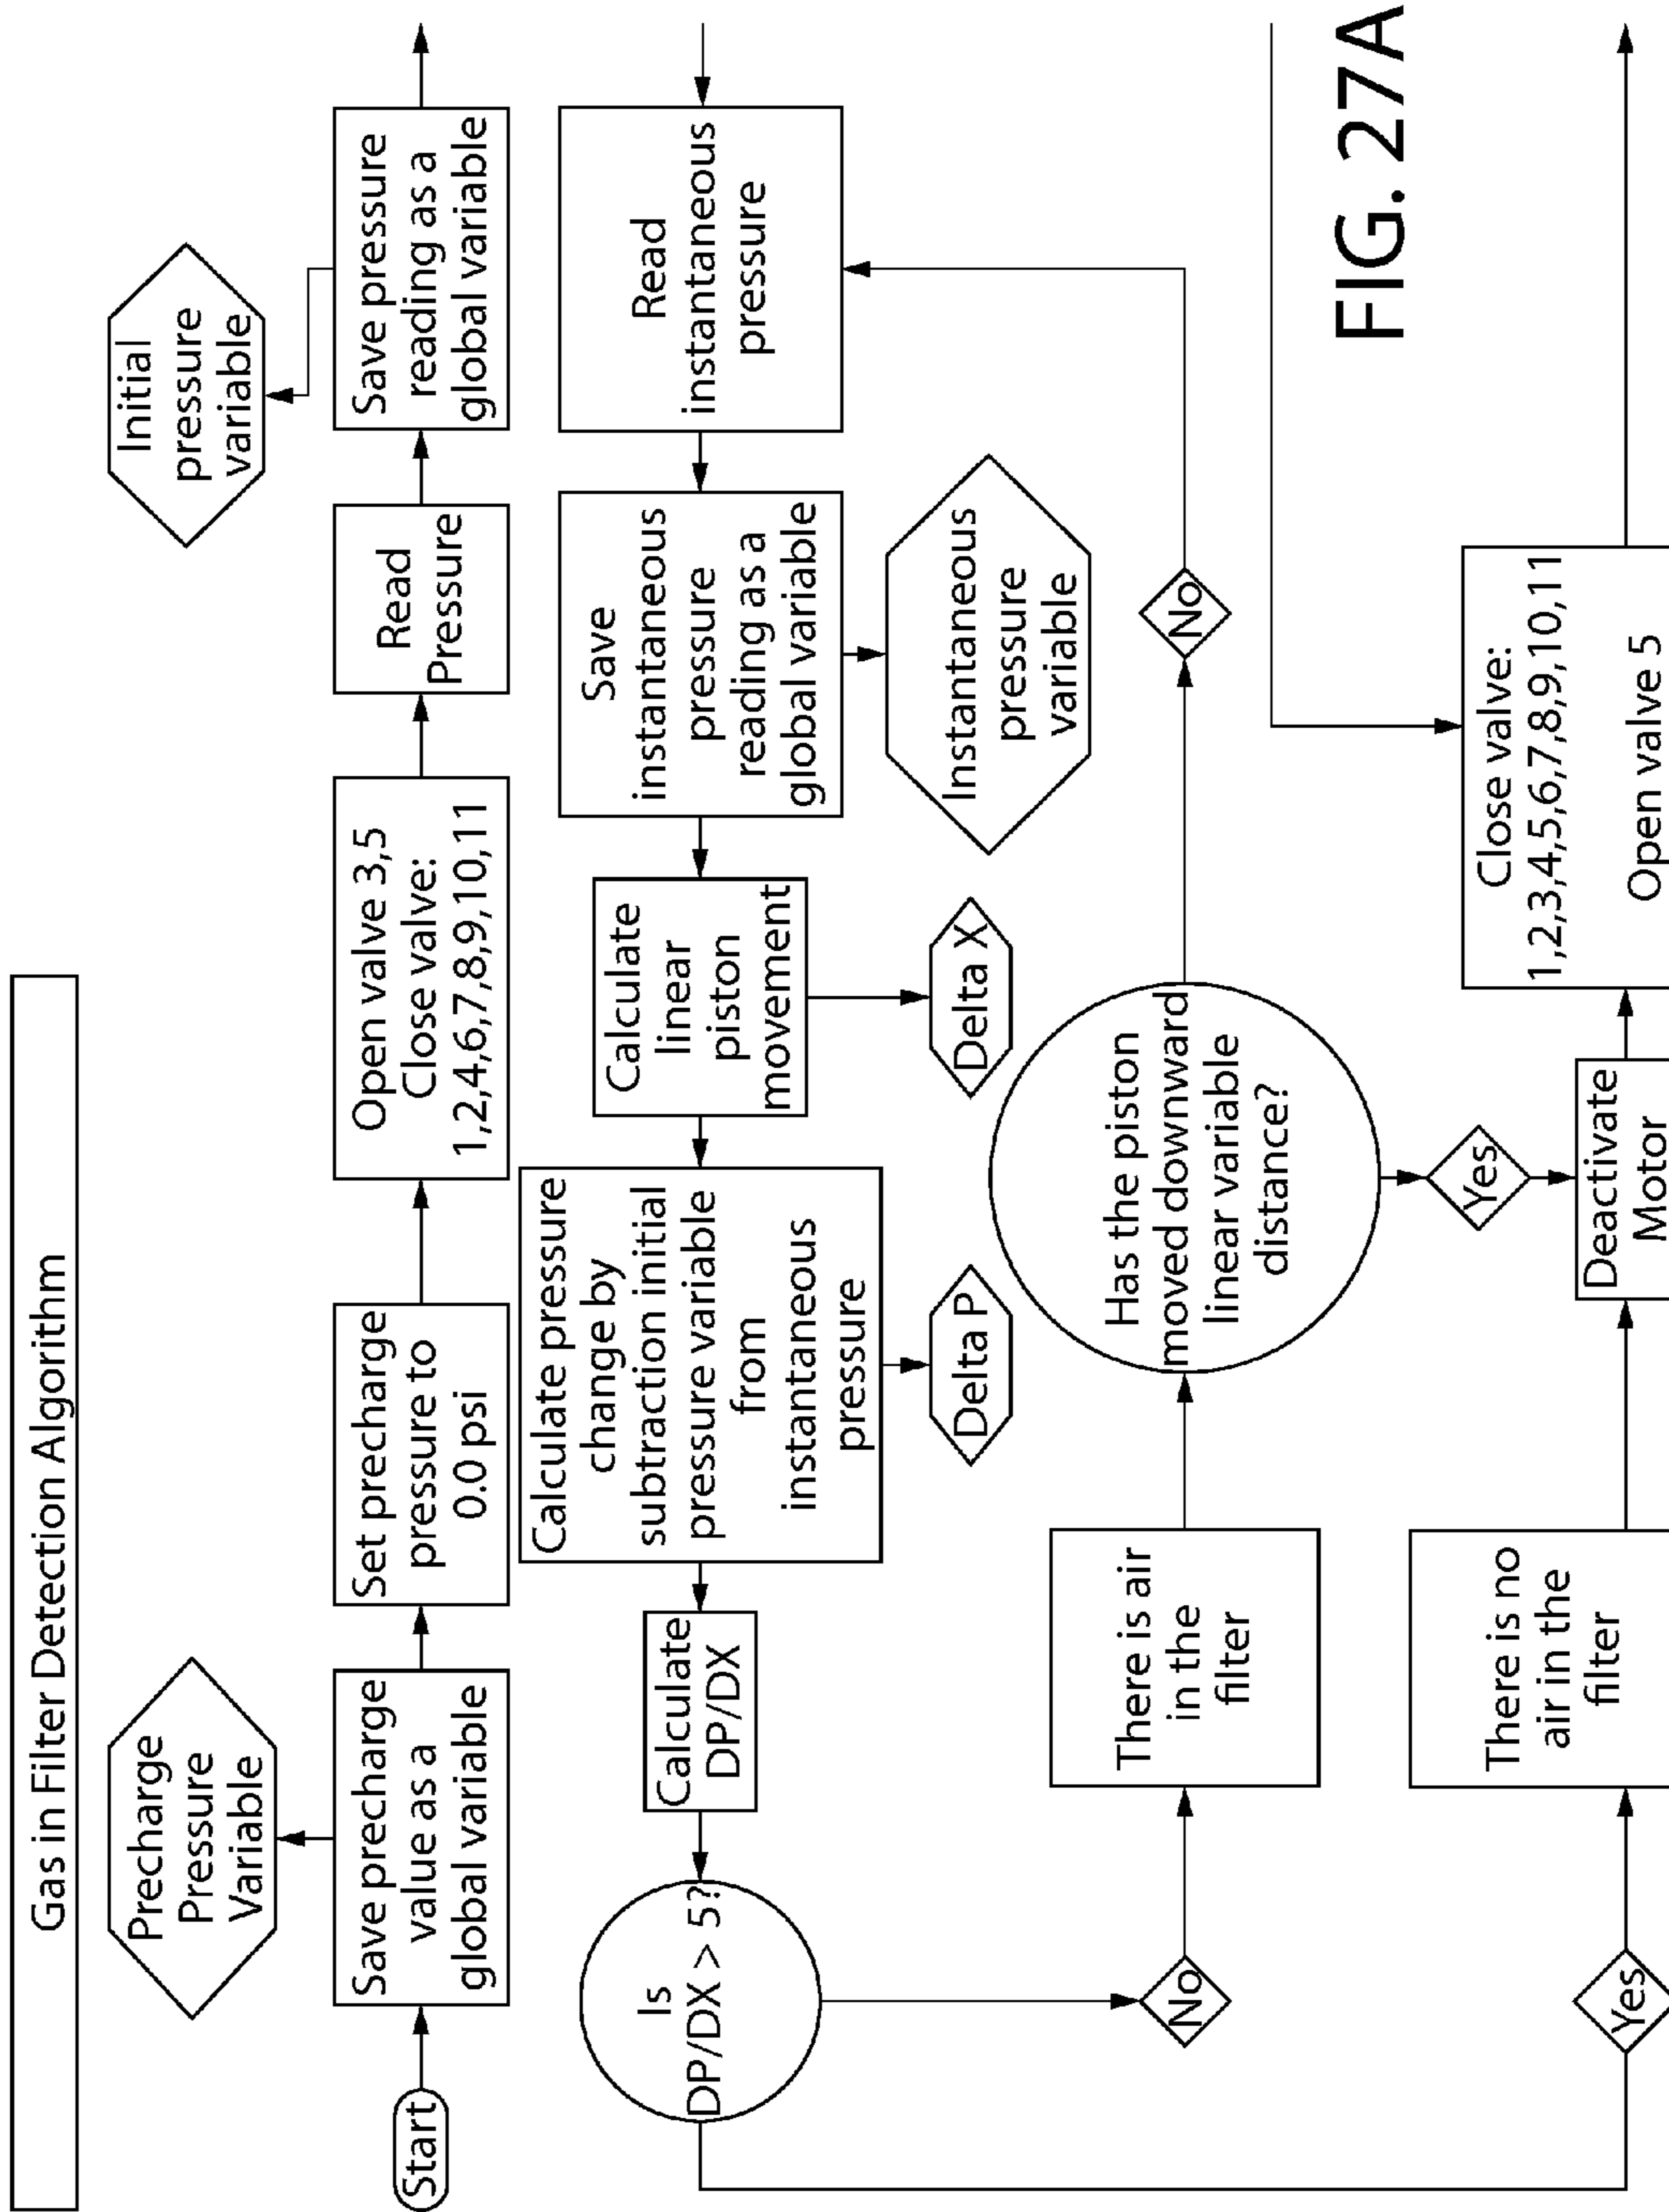 Gas in Filter Detection Algorithm
Precharge
Pressure
Variable
Initial
pressure
variable
Start
Save precharge
value as a
global variable
Set precharge
pressure to
0.0 psi
Open valve 3,5
Close valve:
1,2,4,6,7,8,9,10,11
Read
Pressure
Save pressure
reading as a
global variable
Read
instantaneous
pressure
Save
instantaneous
pressure
reading as a
global variable
Instantaneous
pressure
variable
Calculate
linear
piston
movement
Delta X
Calculate pressure
change by
subtraction initial
pressure variable
from
instantaneous
pressure
Delta P
Calculate
DP/DX
Is
DP/DX > 5?
No
There is air
in the
filter
Has the piston
moved downward
linear variable
distance?
No
Yes
Yes
There is no
air in the
filter
Deactivate
Motor
Close valve:
1,2,3,4,5,6,7,8,9,10,11
Open valve 5
FIG. 27A